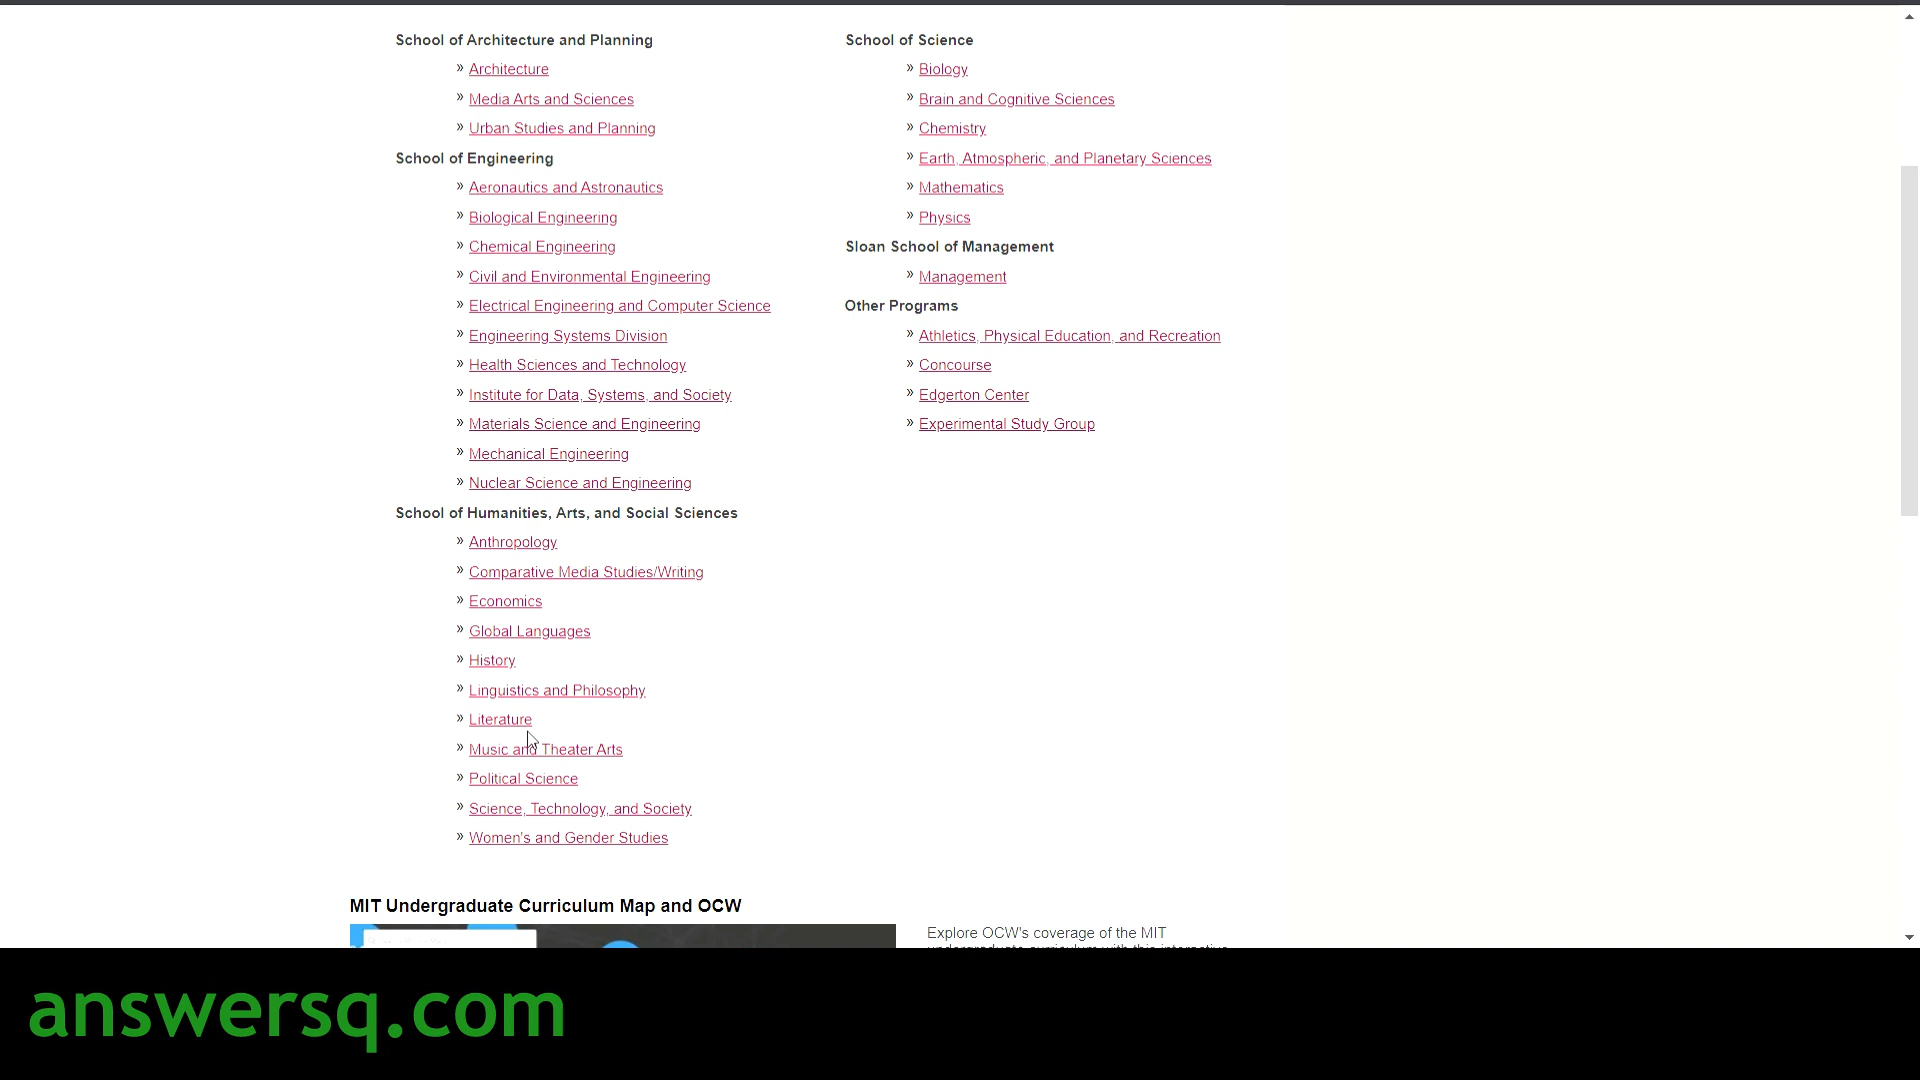 School of Architecture and Planning
» Architecture
» Media Arts and Sciences
» Urban Studies and Planning
School of Engineering
» Aeronautics and Astronautics
» Biological Engineering
» Chemical Engineering
» Civil and Environmental Engineering
» Electrical Engineering and Computer Science
» Engineering Systems Division
» Health Sciences and Technology
» Institute for Data, Systems, and Society
» Materials Science and Engineering
» Mechanical Engineering
» Nuclear Science and Engineering
School of Humanities, Arts, and Social Sciences
» Anthropology
» Comparative Media Studies/Writing
» Economics
» Global Languages
» History
» Linguistics and Philosophy
» Literature
» Music and Theater Arts
» Political Science
» Science, Technology, and Society
» Women's and Gender Studies
School of Science
» Biology
» Brain and Cognitive Sciences
» Chemistry
» Earth, Atmospheric, and Planetary Sciences
» Mathematics
» Physics
Sloan School of Management
» Management
Other Programs
» Athletics, Physical Education, and Recreation
» Concourse
» Edgerton Center
» Experimental Study Group
MIT Undergraduate Curriculum Map and OCW
Explore OCW's coverage of the MIT
undergraduate curriculum with this interactive
answersq.com